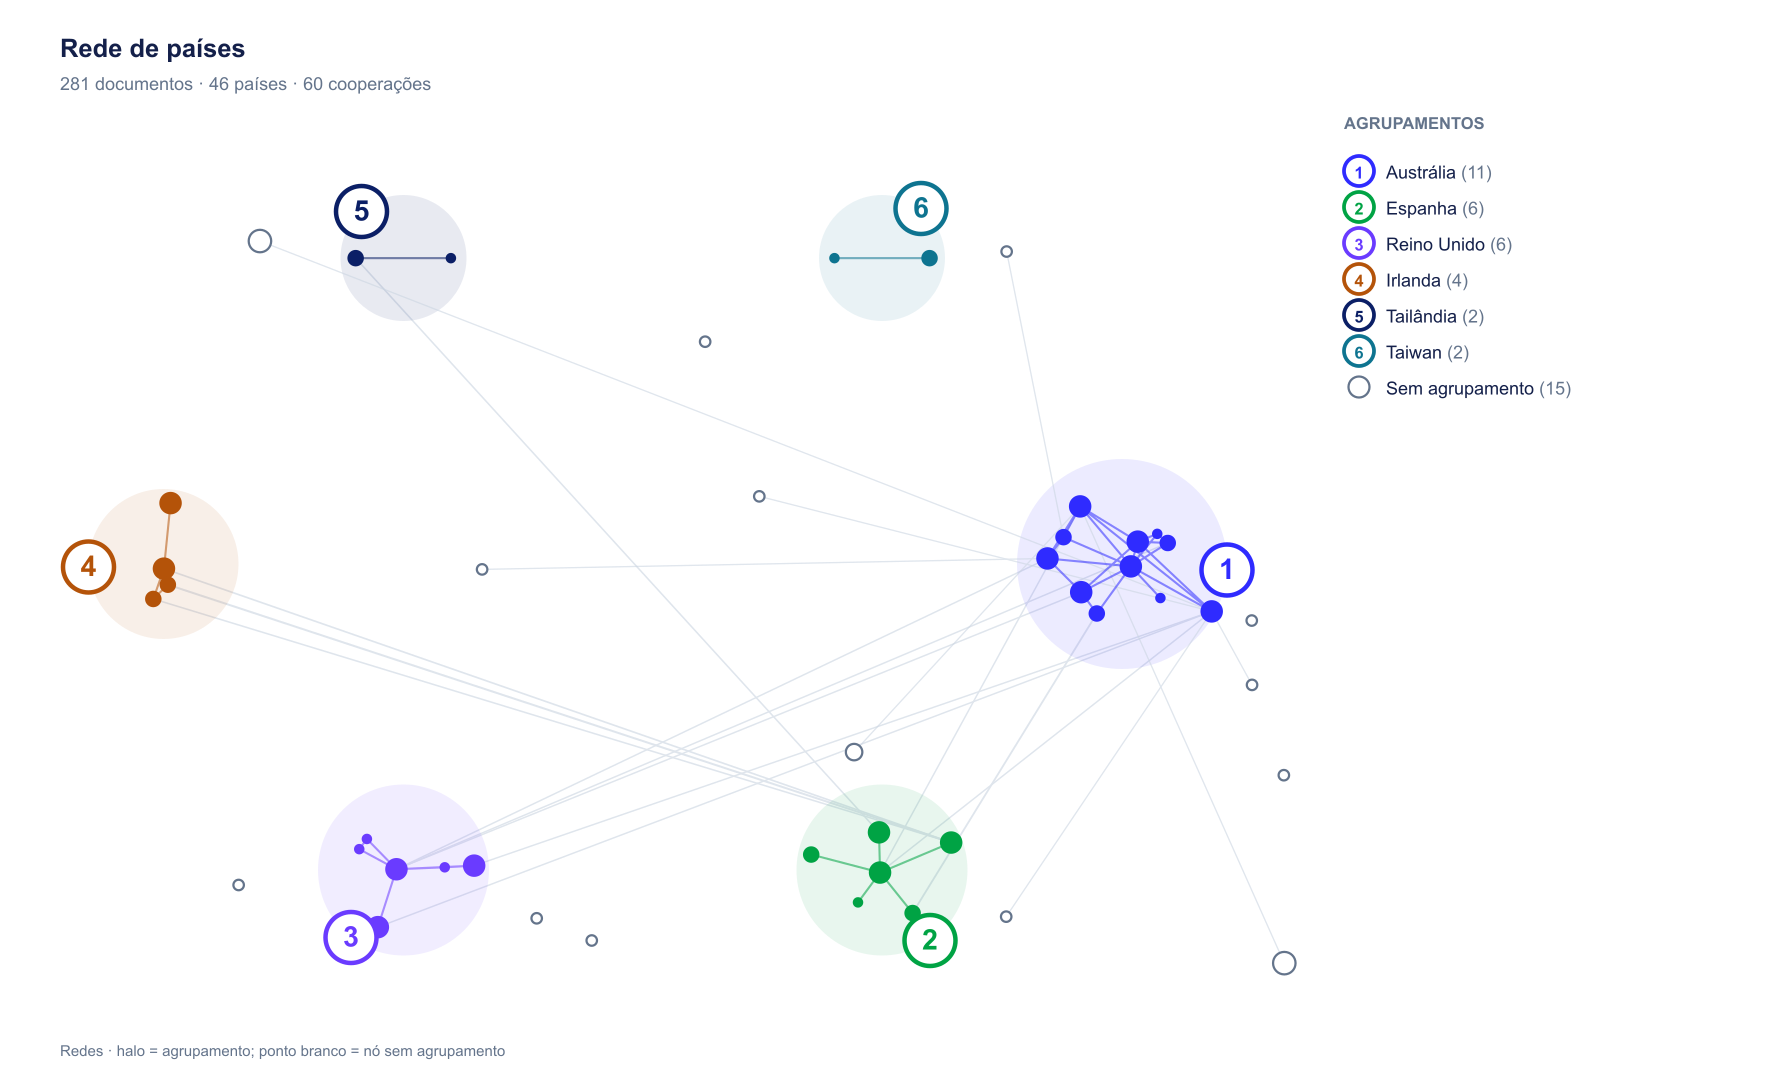 Rede de países
281 documentos · 46 países · 60 cooperações
AGRUPAMENTOS
1 Austrália (11)
2 Espanha (6)
3 Reino Unido (6)
4 Irlanda (4)
5 Tailândia (2)
6 Taiwan (2)
Sem agrupamento (15)
5
6
4
1
3
2
Redes · halo = agrupamento; ponto branco = nó sem agrupamento